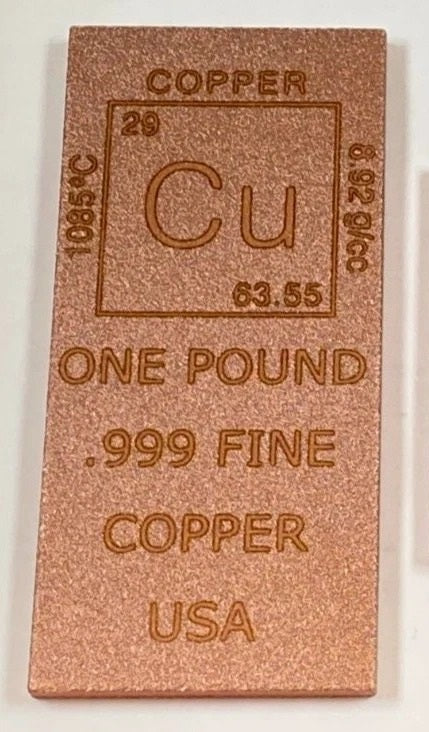 COPPER
29
1085°C
Cu
8.92 g/cc
63.55
ONE POUND
.999 FINE
COPPER
USA